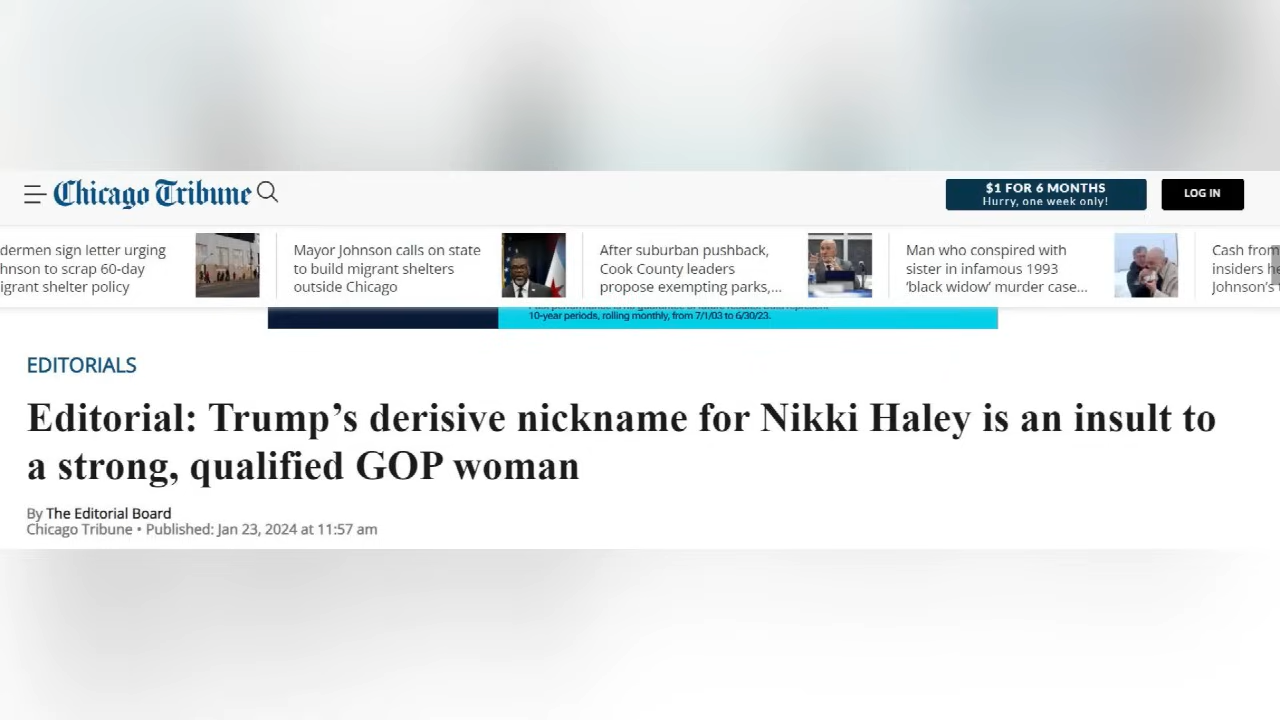 Chicago Tribune
$1 FOR 6 MONTHS
Hurry, one week only!
LOG IN
dermen sign letter urging
hnson to scrap 60-day
igrant shelter policy
Mayor Johnson calls on state
to build migrant shelters
outside Chicago
After suburban pushback,
Cook County leaders
propose exempting parks,...
Man who conspired with
sister in infamous 1993
‘black widow’ murder case...
Cash from
insiders he
Johnson's
10-year periods, rolling monthly, from 7/1/03 to 6/30/23.
EDITORIALS
Editorial: Trump’s derisive nickname for Nikki Haley is an insult to
a strong, qualified GOP woman
By The Editorial Board
Chicago Tribune • Published: Jan 23, 2024 at 11:57 am